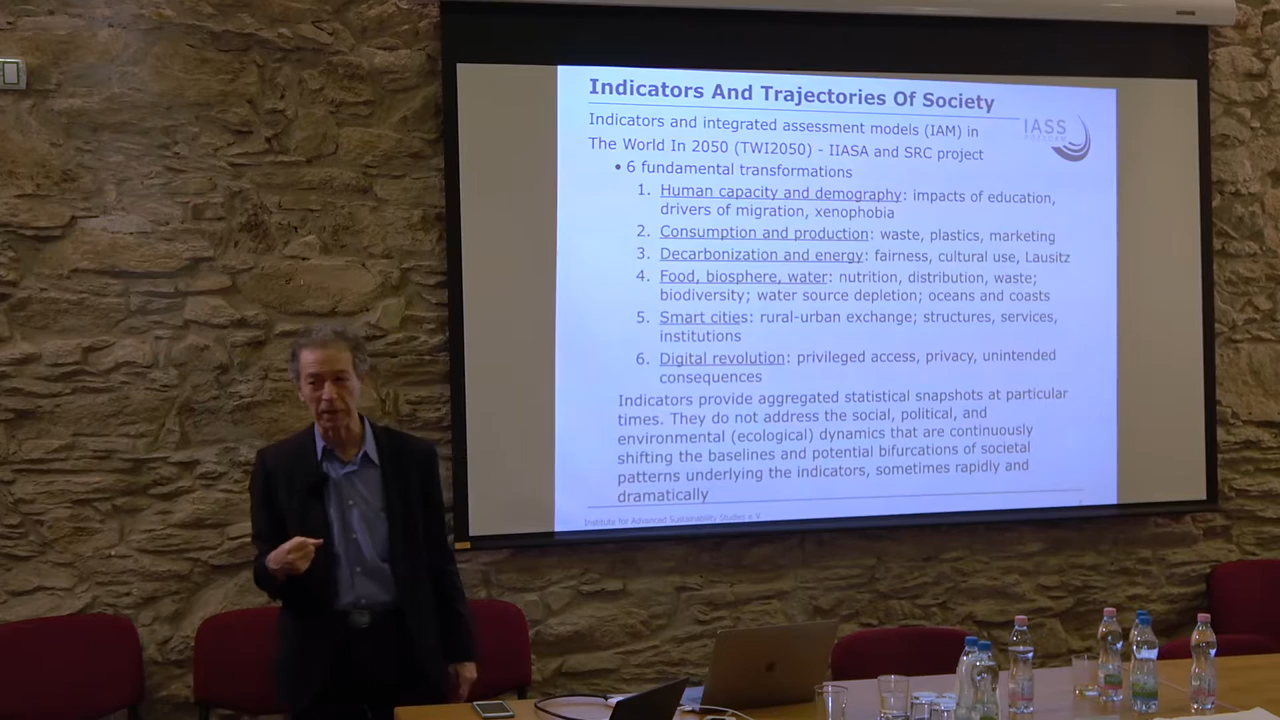 Indicators And Trajectories Of Society
IASS
POTSDAM
Indicators and integrated assessment models (IAM) in
The World In 2050 (TWI2050) - IIASA and SRC project
• 6 fundamental transformations
1. Human capacity and demography: impacts of education,
drivers of migration, xenophobia
2. Consumption and production: waste, plastics, marketing
3. Decarbonization and energy: fairness, cultural use, Lausitz
4. Food, biosphere, water: nutrition, distribution, waste;
biodiversity; water source depletion; oceans and coasts
5. Smart cities: rural-urban exchange; structures, services,
institutions
6. Digital revolution: privileged access, privacy, unintended
consequences
Indicators provide aggregated statistical snapshots at particular
times. They do not address the social, political, and
environmental (ecological) dynamics that are continuously
shifting the baselines and potential bifurcations of societal
patterns underlying the indicators, sometimes rapidly and
dramatically
Institute for Advanced Sustainability Studies e.V.